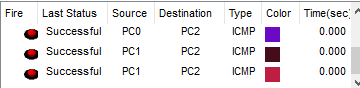 Fire Last Status Source Destination Type Color Time(sec)
Successful PC0 PC2 ICMP 0.000
Successful PC1 PC2 ICMP 0.000
Successful PC1 PC2 ICMP 0.000